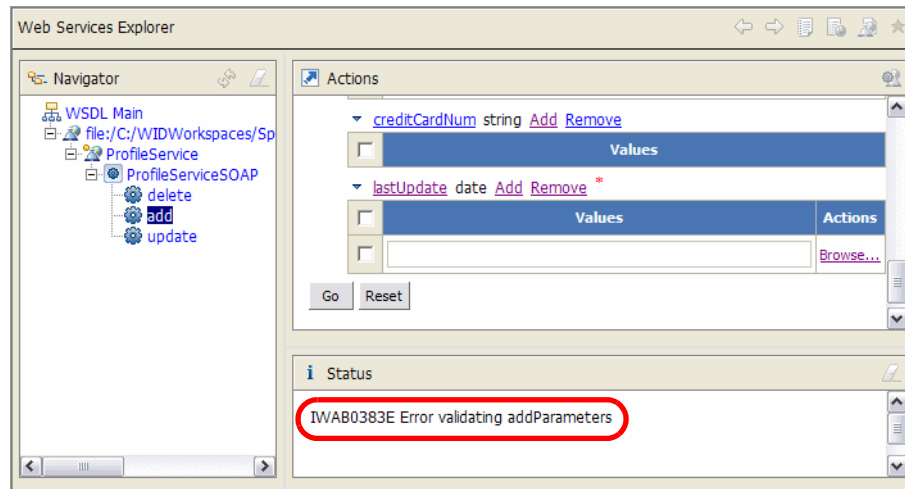 Web Services Explorer
Navigator
WSDL Main
file:/C:/WIDWorkspaces/Sp
ProfileService
ProfileServiceSOAP
delete
add
update
Actions
creditCardNum string Add Remove
Values
lastUpdate date Add Remove *
Values Actions
Browse...
Go Reset
i Status
IWAB0383E Error validating addParameters